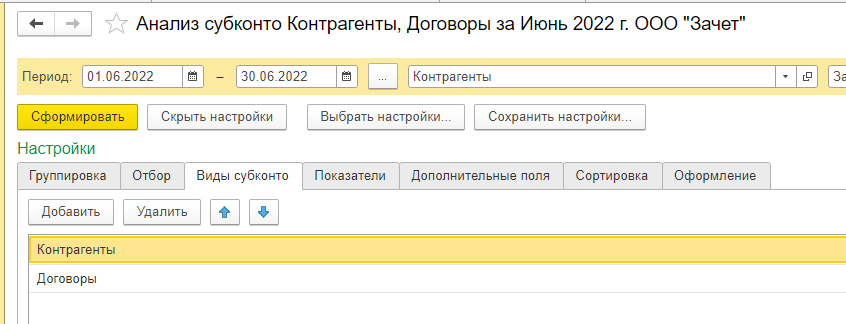 Анализ субконто Контрагенты, Договоры за Июнь 2022 г. ООО "Зачет"
Период: 01.06.2022 – 30.06.2022 ... Контрагенты За
Сформировать Скрыть настройки Выбрать настройки... Сохранить настройки...
Настройки
Группировка Отбор Виды субконто Показатели Дополнительные поля Сортировка Оформление
Добавить Удалить
Контрагенты
Договоры